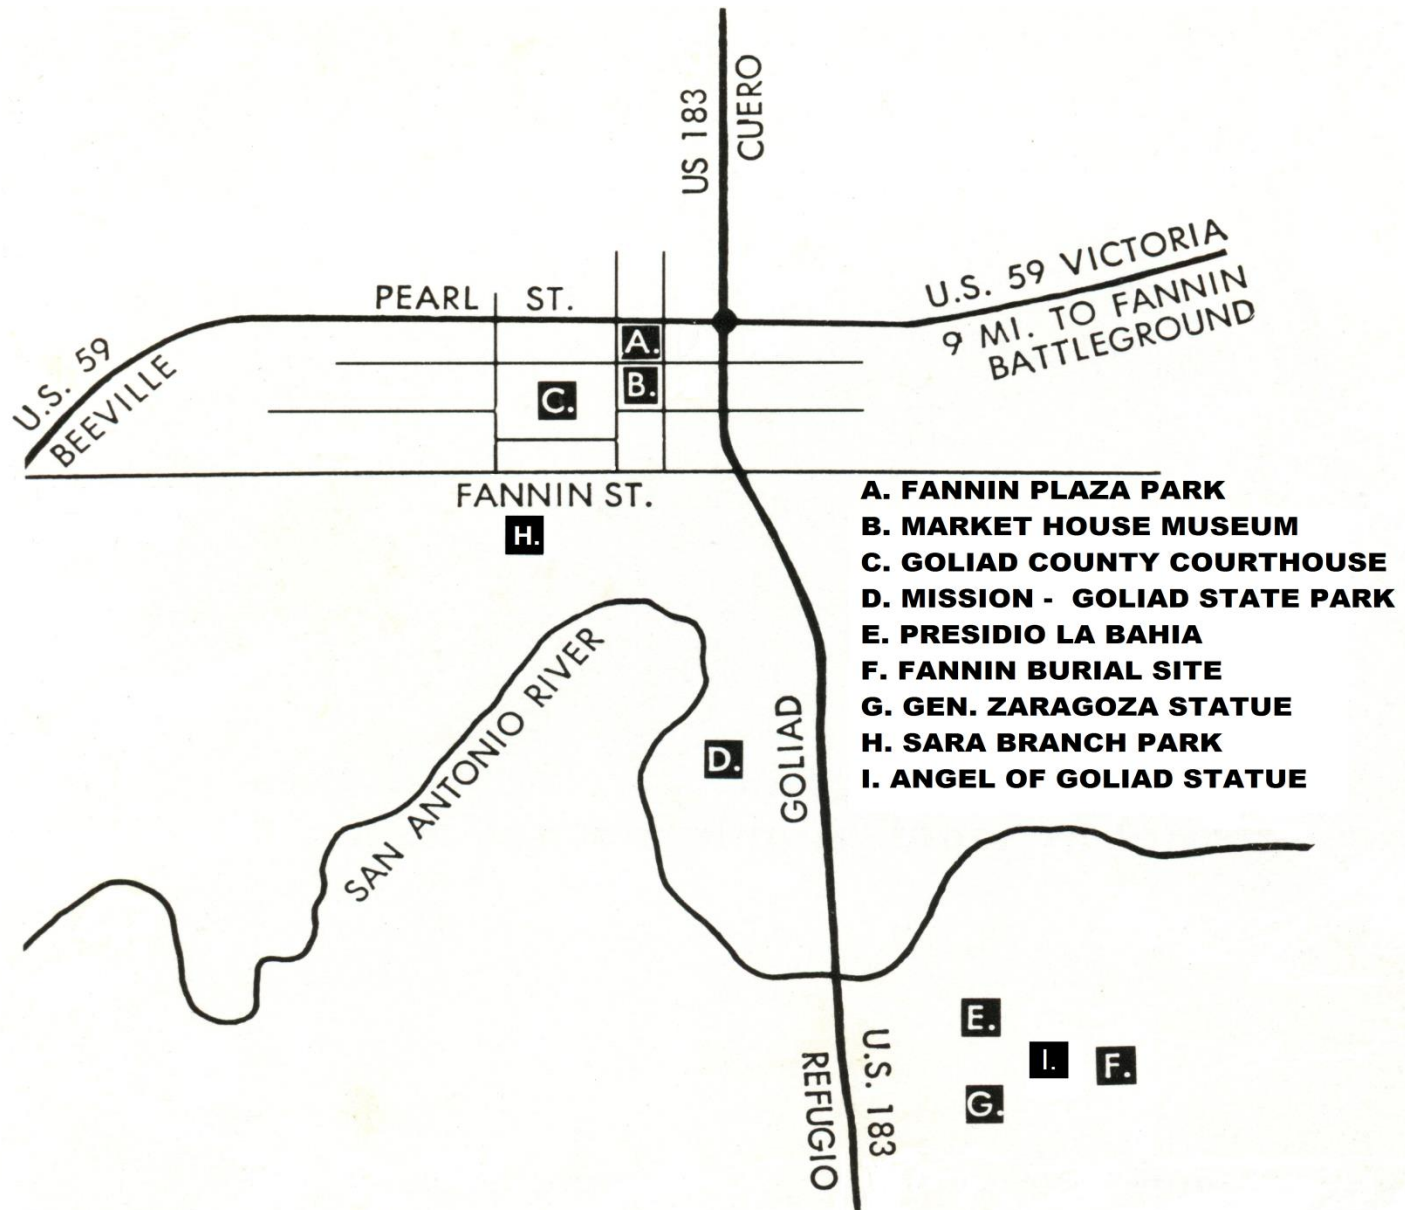 US 183
CUERO
U.S. 59 VICTORIA
9 MI. TO FANNIN
BATTLEGROUND
PEARL ST.
U.S. 59
BEEVILLE
A.
B.
C.
FANNIN ST.
H.
A. FANNIN PLAZA PARK
B. MARKET HOUSE MUSEUM
C. GOLIAD COUNTY COURTHOUSE
D. MISSION - GOLIAD STATE PARK
E. PRESIDIO LA BAHIA
F. FANNIN BURIAL SITE
G. GEN. ZARAGOZA STATUE
H. SARA BRANCH PARK
I. ANGEL OF GOLIAD STATUE
SAN ANTONIO RIVER
D.
GOLIAD
E.
I.
F.
G.
REFUGIO
U.S. 183